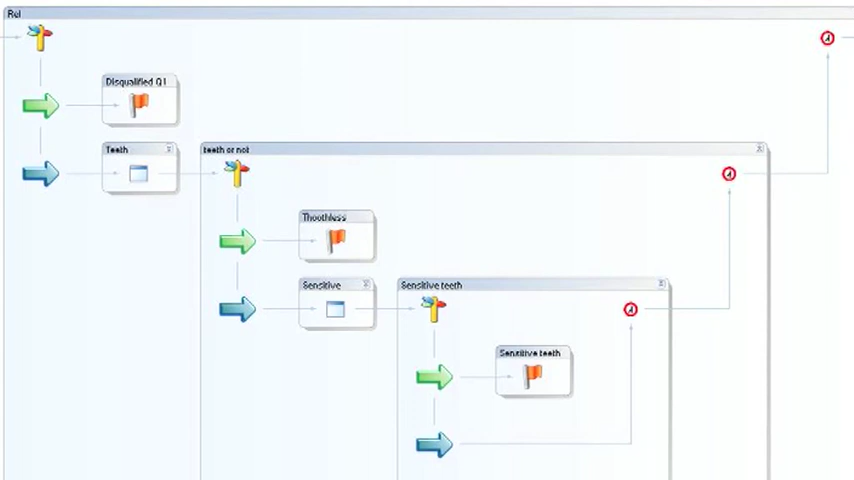 Rel
Disqualified Q1
Teeth
teeth or not
Thoothless
Sensitive
Sensitive teeth
Sensitive teeth